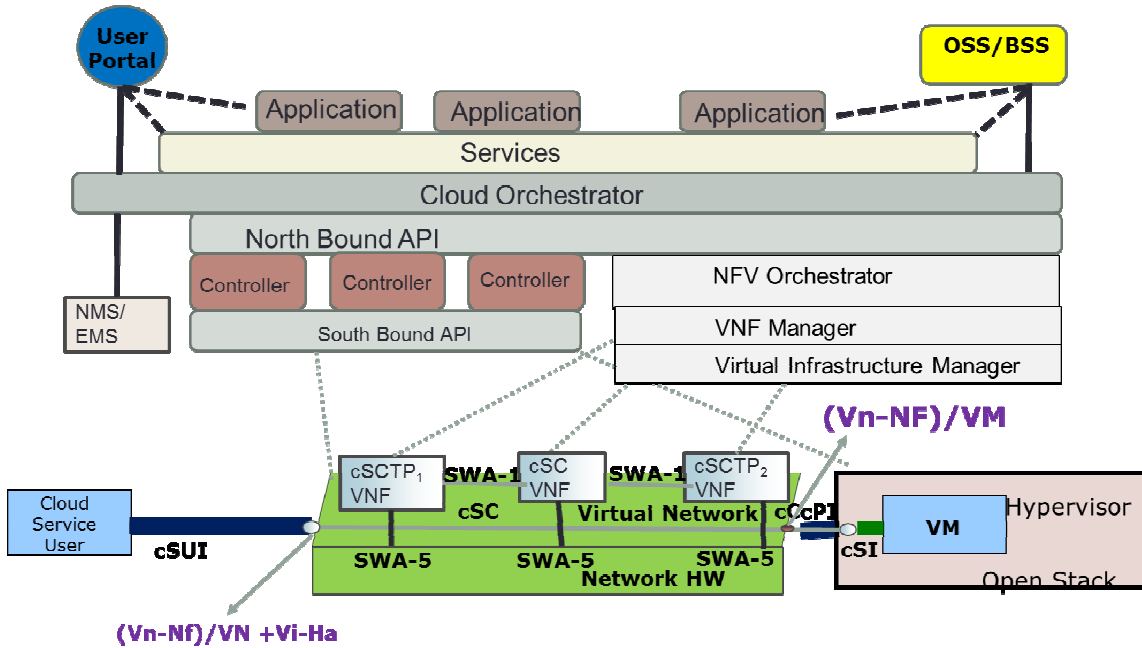 User
Portal
OSS/BSS
Application
Application
Application
Services
Cloud Orchestrator
North Bound API
Controller
Controller
Controller
NFV Orchestrator
NMS/
EMS
South Bound API
VNF Manager
Virtual Infrastructure Manager
(Vn-NF)/VM
cSCTP1
VNF
SWA-1
cSC
VNF
SWA-1
cSCTP2
VNF
Cloud
Service
User
cSUI
cSC
Virtual Network
cPI
cSI
VM
Hypervisor
Open Stack
SWA-5
SWA-5
SWA-5
Network HW
(Vn-Nf)/VN +Vi-Ha